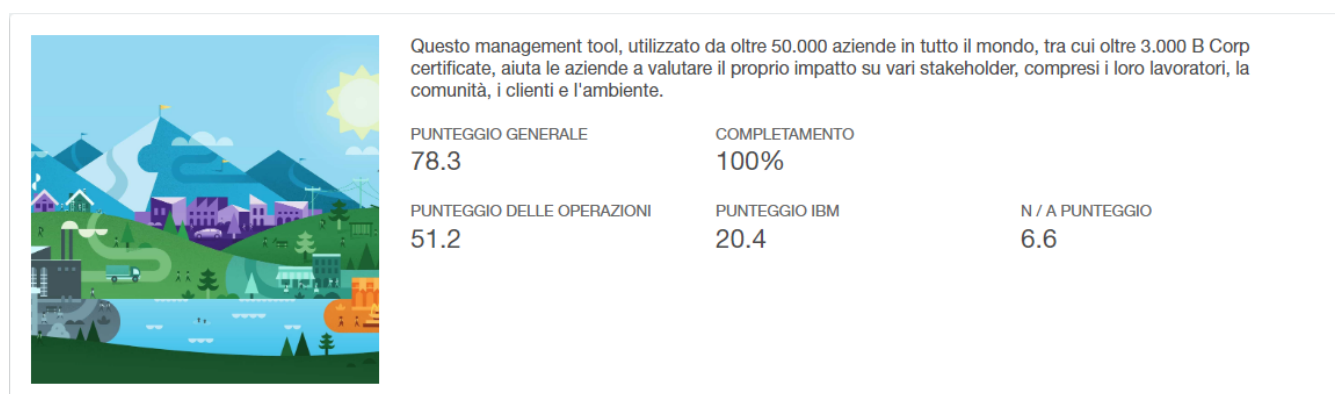 Questo management tool, utilizzato da oltre 50.000 aziende in tutto il mondo, tra cui oltre 3.000 B Corp
certificate, aiuta le aziende a valutare il proprio impatto su vari stakeholder, compresi i loro lavoratori, la
comunità, i clienti e l'ambiente.
PUNTEGGIO GENERALE
78.3
COMPLETAMENTO
100%
PUNTEGGIO DELLE OPERAZIONI
51.2
PUNTEGGIO IBM
20.4
N / A PUNTEGGIO
6.6